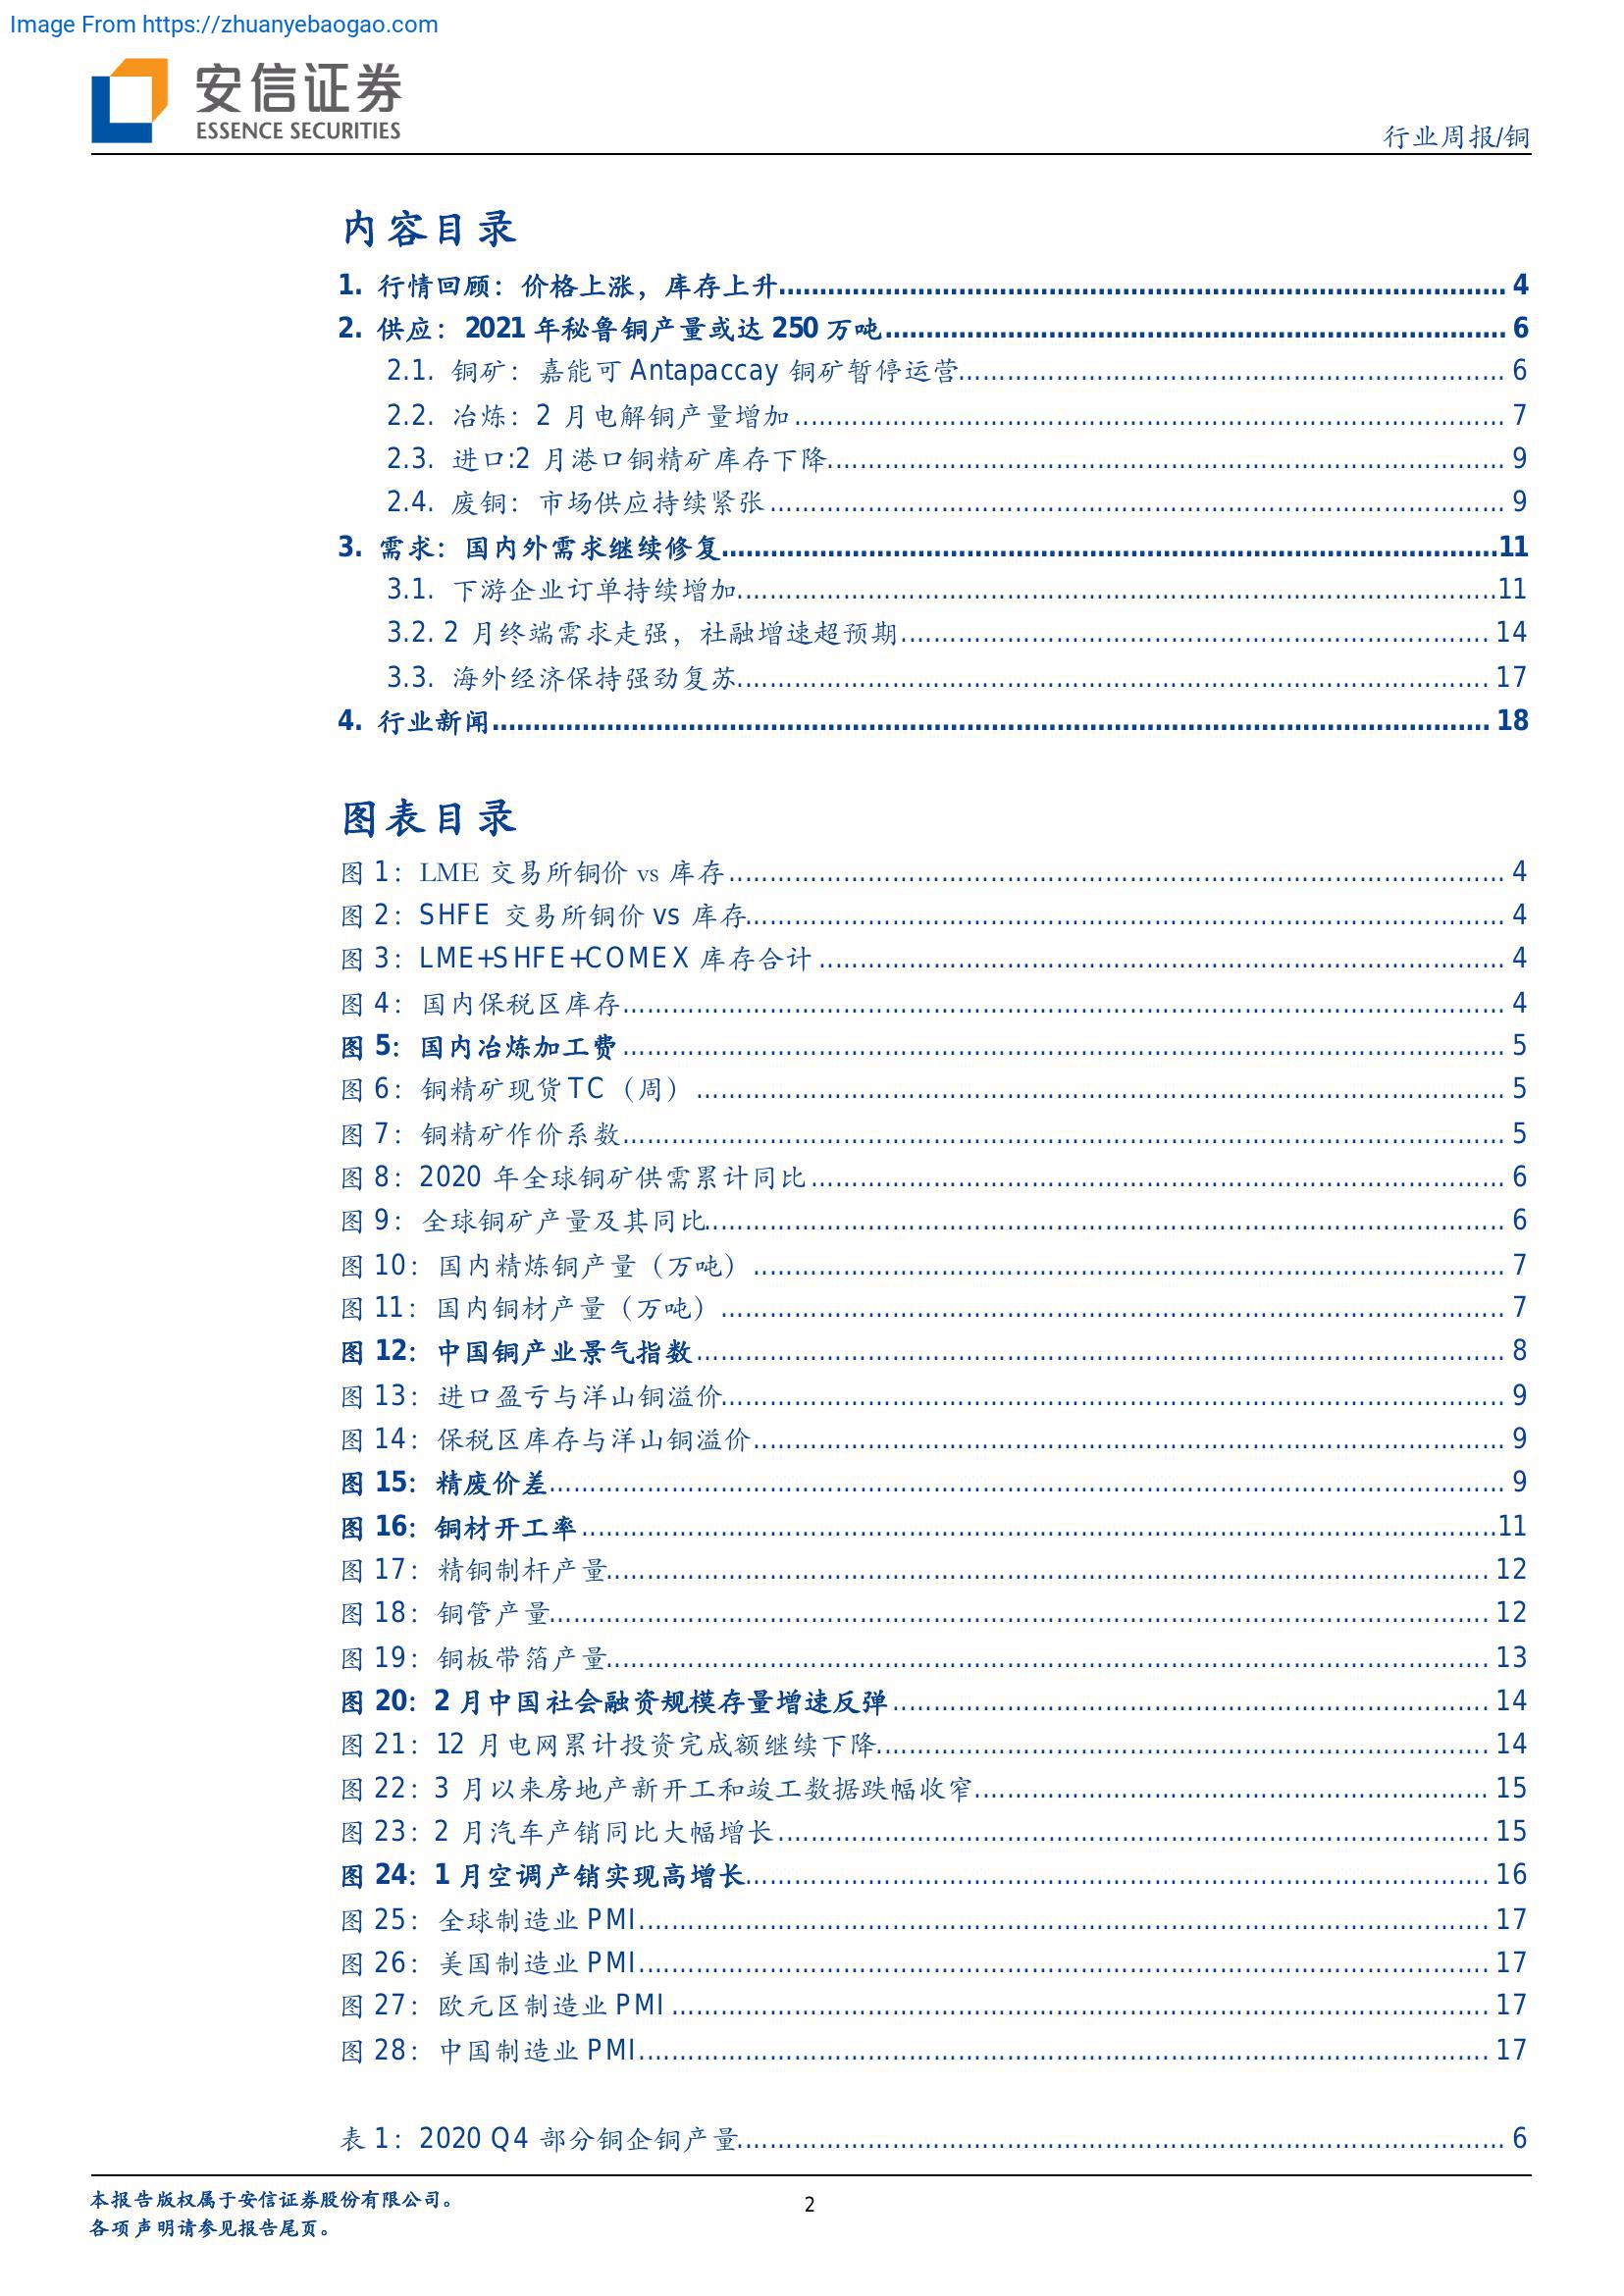 Image From https://zhuanyebaogao.com
安信证券
ESSENCE SECURITIES
行业周报/铜
内容目录
1. 行情回顾：价格上涨，库存上升........................................ 4
2. 供应：2021 年秘鲁铜产量或达 250 万吨........................................ 6
2.1. 铜矿：嘉能可 Antapaccay 铜矿暂停运营........................................ 6
2.2. 冶炼：2 月电解铜产量增加........................................ 7
2.3. 进口:2 月港口铜精矿库存下降........................................ 9
2.4. 废铜：市场供应持续紧张........................................ 9
3. 需求：国内外需求继续修复........................................11
3.1. 下游企业订单持续增加........................................11
3.2. 2 月终端需求走强，社融增速超预期........................................ 14
3.3. 海外经济保持强劲复苏........................................ 17
4. 行业新闻........................................ 18
图表目录
图 1：LME 交易所铜价 vs 库存........................................ 4
图 2：SHFE 交易所铜价 vs 库存........................................ 4
图 3：LME+SHFE+COMEX 库存合计........................................ 4
图 4：国内保税区库存........................................ 4
图 5：国内冶炼加工费........................................ 5
图 6：铜精矿现货 TC（周）........................................ 5
图 7：铜精矿作价系数........................................ 5
图 8：2020 年全球铜矿供需累计同比........................................ 6
图 9：全球铜矿产量及其同比........................................ 6
图 10：国内精炼铜产量（万吨）........................................ 7
图 11：国内铜材产量（万吨）........................................ 7
图 12：中国铜产业景气指数........................................ 8
图 13：进口盈亏与洋山铜溢价........................................ 9
图 14：保税区库存与洋山铜溢价........................................ 9
图 15：精废价差........................................ 9
图 16：铜材开工率........................................11
图 17：精铜制杆产量........................................ 12
图 18：铜管产量........................................ 12
图 19：铜板带箔产量........................................ 13
图 20：2 月中国社会融资规模存量增速反弹........................................ 14
图 21：12 月电网累计投资完成额继续下降........................................ 14
图 22：3 月以来房地产新开工和竣工数据跌幅收窄........................................ 15
图 23：2 月汽车产销同比大幅增长........................................ 15
图 24：1 月空调产销实现高增长........................................ 16
图 25：全球制造业 PMI........................................ 17
图 26：美国制造业 PMI........................................ 17
图 27：欧元区制造业 PMI........................................ 17
图 28：中国制造业 PMI........................................ 17
表 1：2020 Q4 部分铜企铜产量........................................ 6
本报告版权属于安信证券股份有限公司。
2
各项声明请参见报告尾页。